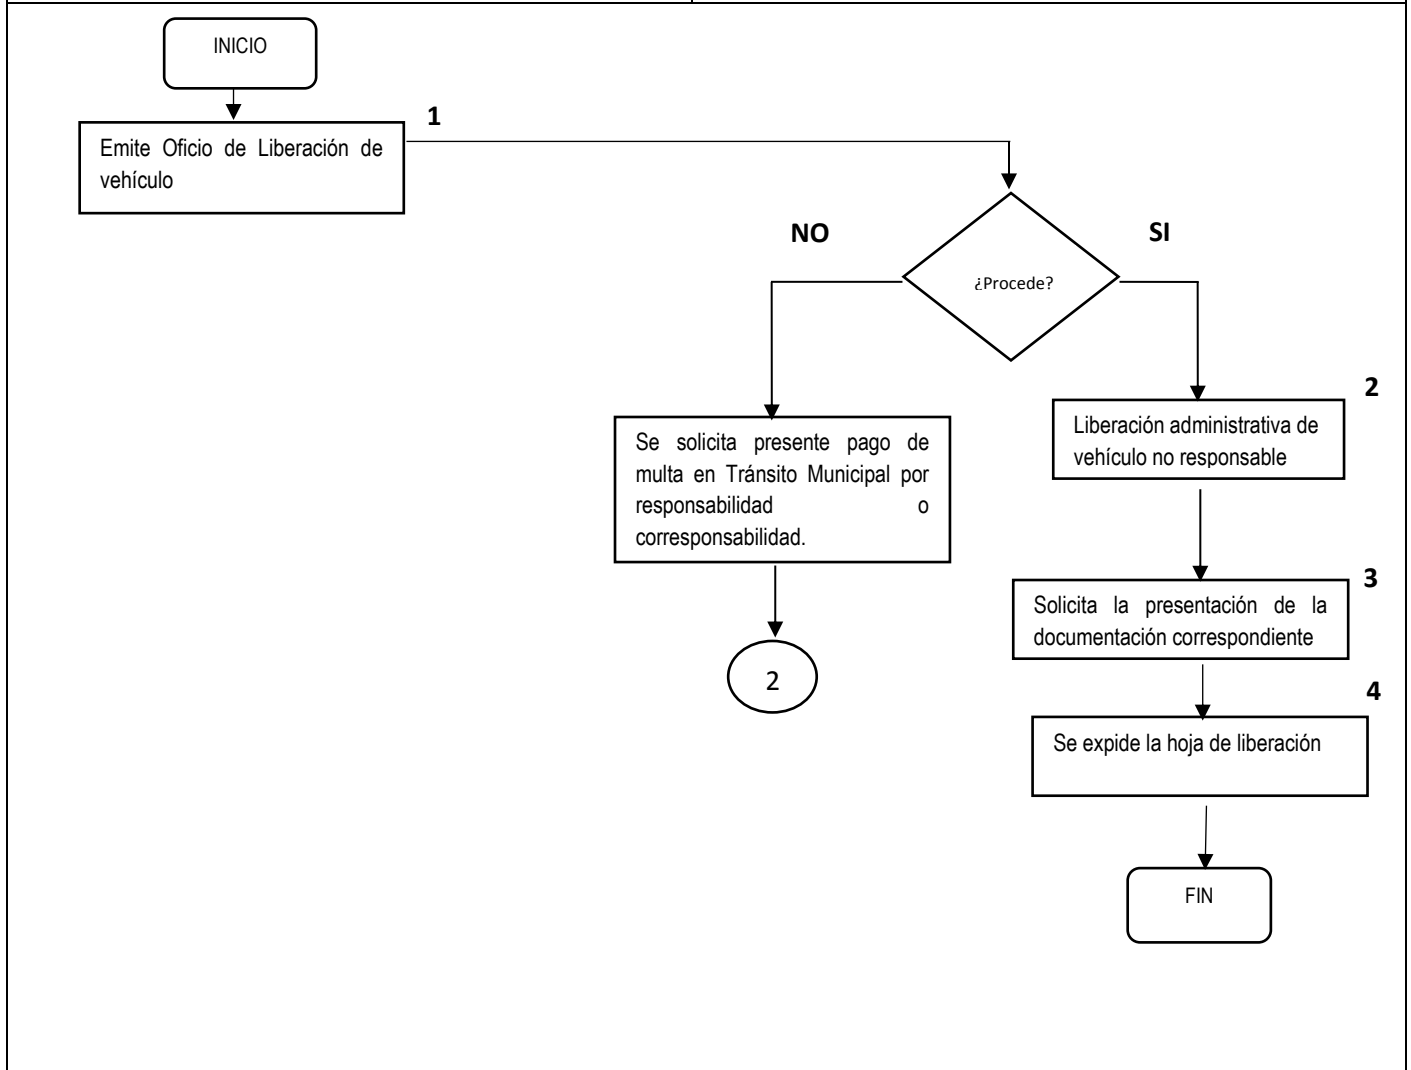 INICIO
1
Emite Oficio de Liberación de
vehículo
NO
SI
¿Procede?
2
Liberación administrativa de
vehículo no responsable
Se solicita presente pago de
multa en Tránsito Municipal por
responsabilidad o
corresponsabilidad.
3
Solicita la presentación de la
documentación correspondiente
2
4
Se expide la hoja de liberación
FIN